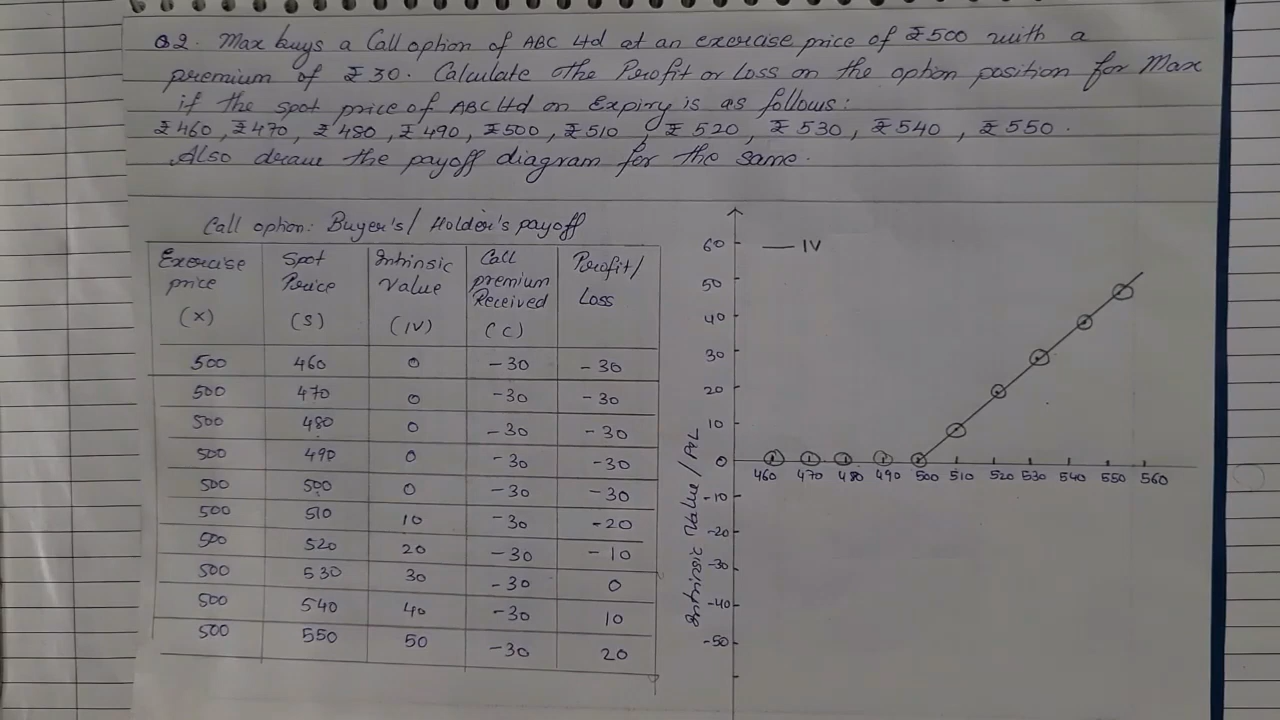 Q2. Max buys a Call option of ABC Ltd at an exercise price of ₹500 with a
premium of ₹30. Calculate the Profit or Loss on the option position for Max
if the spot price of ABC Ltd on Expiry is as follows:
₹460, ₹470, ₹480, ₹490, ₹500, ₹510, ₹520, ₹530, ₹540, ₹550.
Also draw the payoff diagram for the same.
Call option: Buyer's/ Holder's payoff
Exercise price (X) Spot Price (S) Intrinsic Value (IV) Call premium Received (C) Profit/ Loss
500 460 0 -30 -30
500 470 0 -30 -30
500 480 0 -30 -30
500 490 0 -30 -30
500 500 0 -30 -30
500 510 10 -30 -20
500 520 20 -30 -10
500 530 30 -30 0
500 540 40 -30 10
500 550 50 -30 20
— IV
60
50
40
30
20
10
0
460 470 480 490 500 510 520 530 540 550 560
-10
-20
-30
-40
-50
Intrinsic Value / P/L